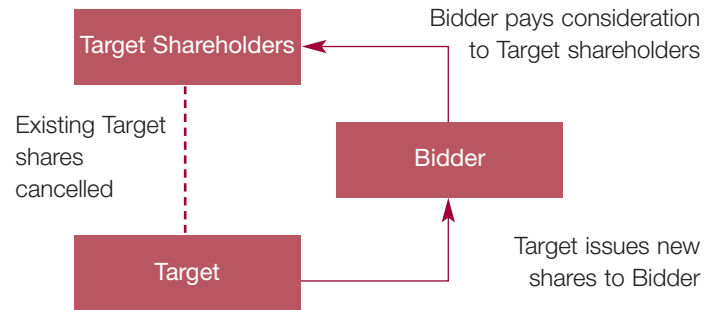 Target Shareholders
Bidder pays consideration
to Target shareholders
Existing Target
shares
cancelled
Bidder
Target
Target issues new
shares to Bidder